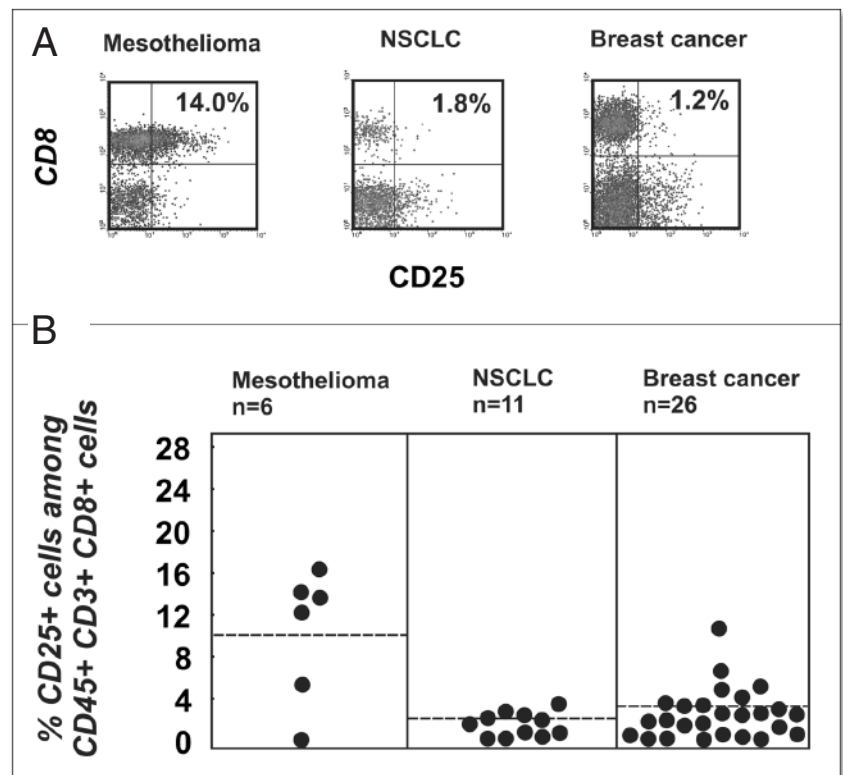 A
Mesothelioma
NSCLC
Breast cancer
CD8
14.0%
1.8%
1.2%
CD25
B
Mesothelioma
n=6
NSCLC
n=11
Breast cancer
n=26
% CD25+ cells among
CD45+ CD3+ CD8+ cells
28
24
20
16
12
8
4
0